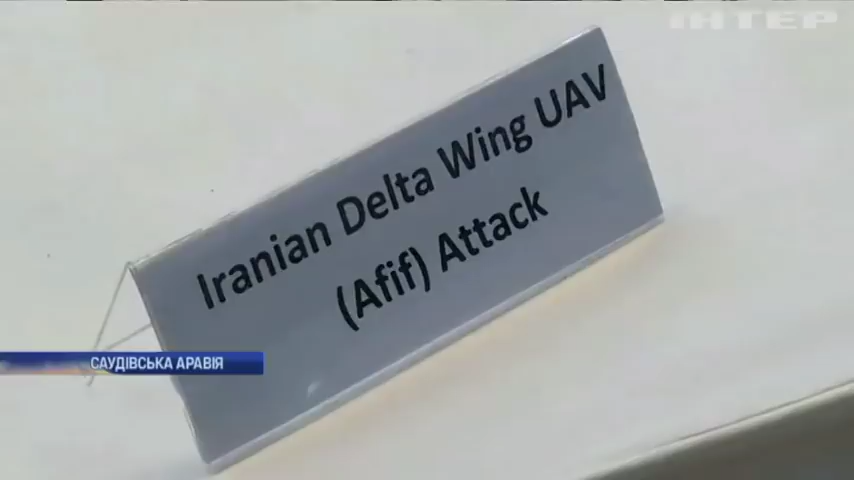 ІНТЕР
Iranian Delta Wing UAV
(Afif) Attack
САУДІВСЬКА АРАВІЯ